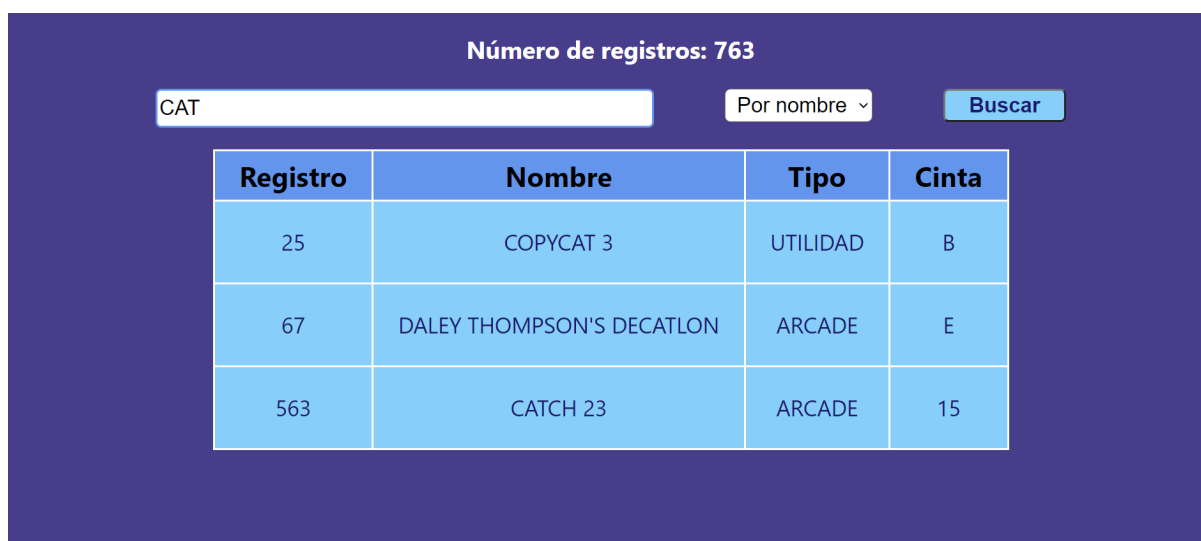 Número de registros: 763
CAT Por nombre Buscar
Registro Nombre Tipo Cinta
25 COPYCAT 3 UTILIDAD B
67 DALEY THOMPSON'S DECATLON ARCADE E
563 CATCH 23 ARCADE 15